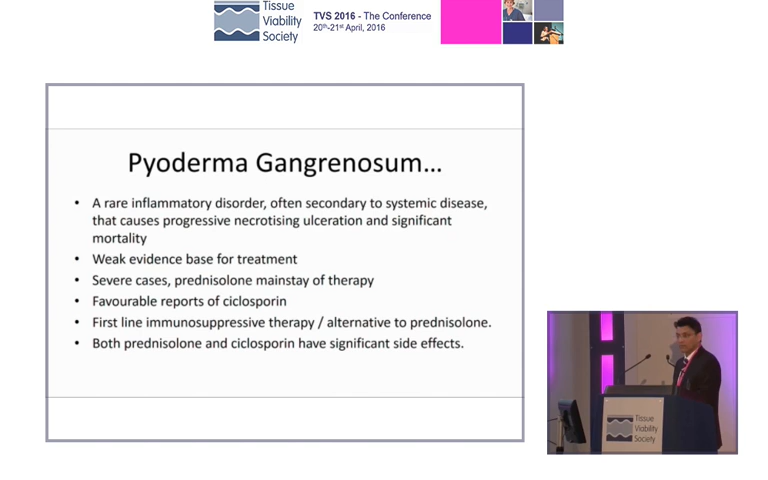 Tissue
Viability
Society
TVS 2016 - The Conference
20th-21st April, 2016
Pyoderma Gangrenosum...
• A rare inflammatory disorder, often secondary to systemic disease,
that causes progressive necrotising ulceration and significant
mortality
• Weak evidence base for treatment
• Severe cases, prednisolone mainstay of therapy
• Favourable reports of ciclosporin
• First line immunosuppressive therapy / alternative to prednisolone.
• Both prednisolone and ciclosporin have significant side effects.
Tissue
Viability
Society